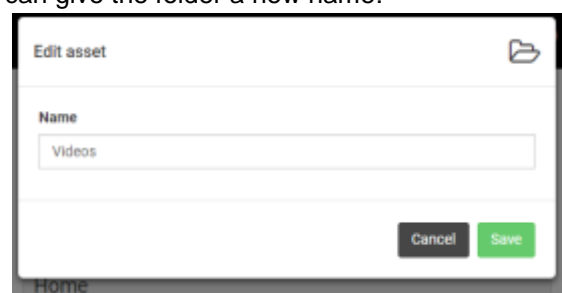 can give the folder a new name.
Edit asset
Name
Videos
Cancel Save
Home